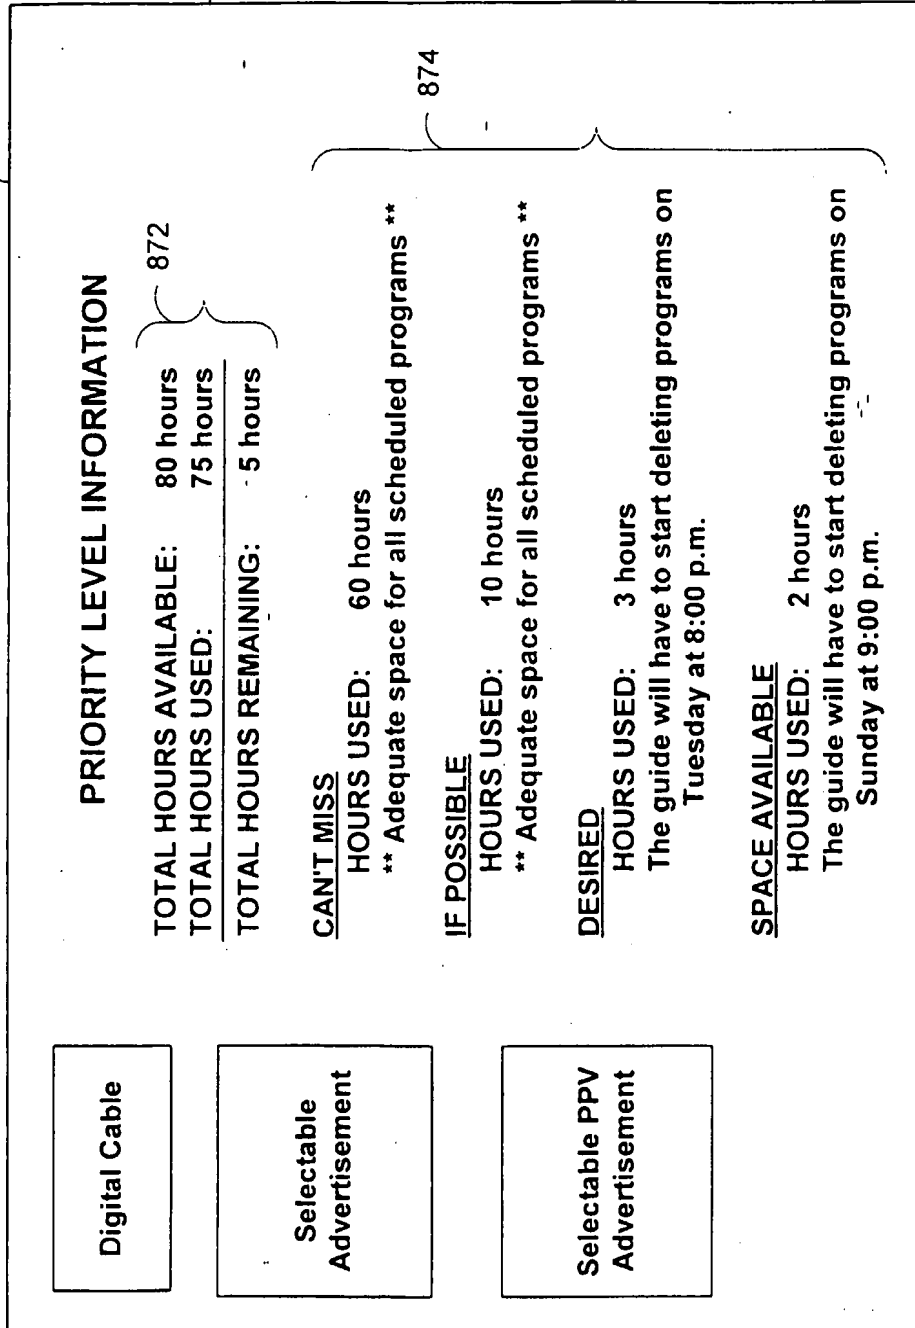 Digital Cable
Selectable
Advertisement
Selectable PPV
Advertisement
PRIORITY LEVEL INFORMATION
TOTAL HOURS AVAILABLE: 80 hours
TOTAL HOURS USED: 75 hours
TOTAL HOURS REMAINING: 5 hours
872
CAN'T MISS
HOURS USED: 60 hours
** Adequate space for all scheduled programs **
IF POSSIBLE
HOURS USED: 10 hours
** Adequate space for all scheduled programs **
DESIRED
HOURS USED: 3 hours
The guide will have to start deleting programs on
Tuesday at 8:00 p.m.
SPACE AVAILABLE
HOURS USED: 2 hours
The guide will have to start deleting programs on
Sunday at 9:00 p.m.
874